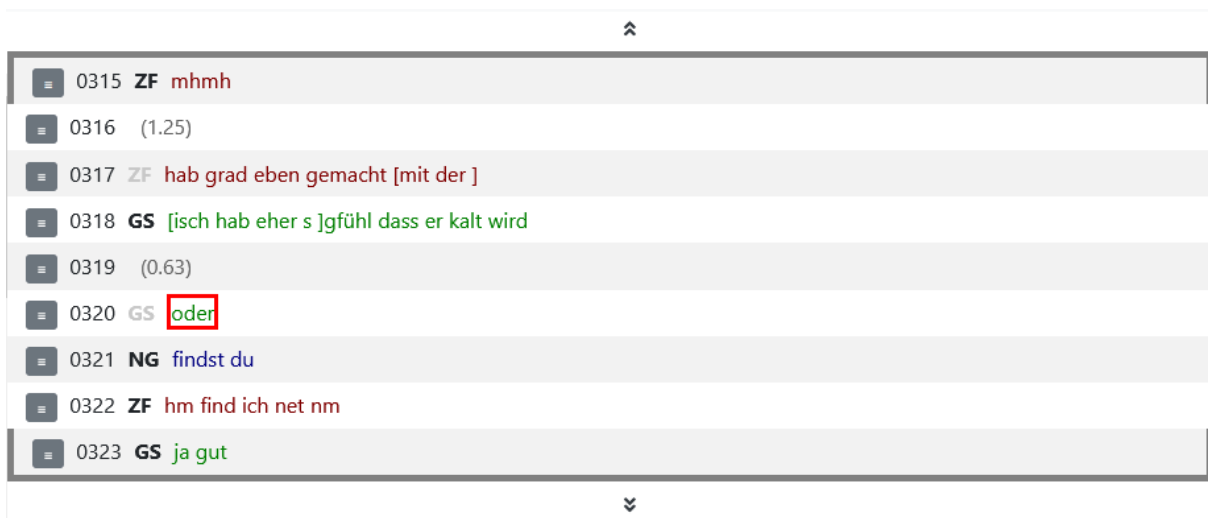 0315 ZF mhmh
0316 (1.25)
0317 ZF hab grad eben gemacht [mit der ]
0318 GS [isch hab eher s ]gfühl dass er kalt wird
0319 (0.63)
0320 GS oder
0321 NG findst du
0322 ZF hm find ich net nm
0323 GS ja gut